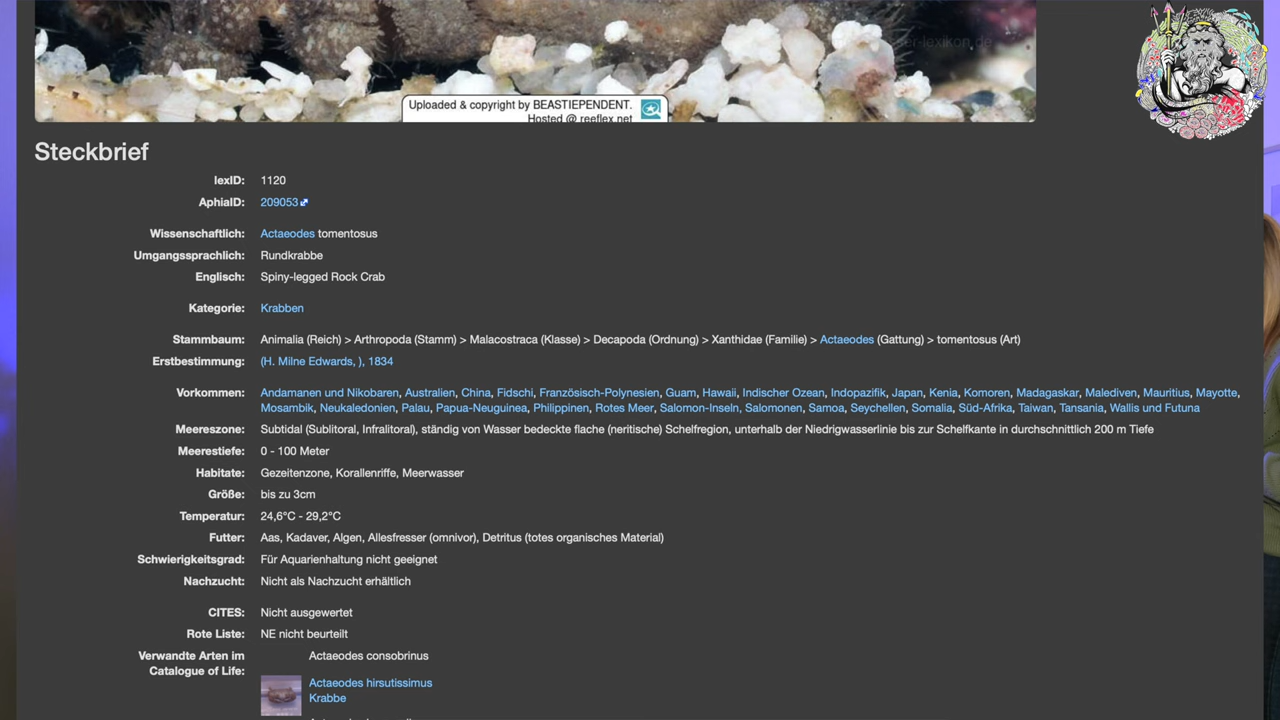 er-lexikon.de
Uploaded & copyright by BEASTIEPENDENT.
Hosted @ reeflex.net
Steckbrief
lexID: 1120
AphiaID: 209053
Wissenschaftlich: Actaeodes tomentosus
Umgangssprachlich: Rundkrabbe
Englisch: Spiny-legged Rock Crab
Kategorie: Krabben
Stammbaum: Animalia (Reich) > Arthropoda (Stamm) > Malacostraca (Klasse) > Decapoda (Ordnung) > Xanthidae (Familie) > Actaeodes (Gattung) > tomentosus (Art)
Erstbestimmung: (H. Milne Edwards, ), 1834
Vorkommen: Andamanen und Nikobaren, Australien, China, Fidschi, Französisch-Polynesien, Guam, Hawaii, Indischer Ozean, Indopazifik, Japan, Kenia, Komoren, Madagaskar, Malediven, Mauritius, Mayotte,
Mosambik, Neukaledonien, Palau, Papua-Neuguinea, Philippinen, Rotes Meer, Salomon-Inseln, Salomonen, Samoa, Seychellen, Somalia, Süd-Afrika, Taiwan, Tansania, Wallis und Futuna
Meereszone: Subtidal (Sublitoral, Infralitoral), ständig von Wasser bedeckte flache (neritische) Schelfregion, unterhalb der Niedrigwasserlinie bis zur Schelfkante in durchschnittlich 200 m Tiefe
Meerestiefe: 0 - 100 Meter
Habitate: Gezeitenzone, Korallenriffe, Meerwasser
Größe: bis zu 3cm
Temperatur: 24,6°C - 29,2°C
Futter: Aas, Kadaver, Algen, Allesfresser (omnivor), Detritus (totes organisches Material)
Schwierigkeitsgrad: Für Aquarienhaltung nicht geeignet
Nachzucht: Nicht als Nachzucht erhältlich
CITES: Nicht ausgewertet
Rote Liste: NE nicht beurteilt
Verwandte Arten im Actaeodes consobrinus
Catalogue of Life:
Actaeodes hirsutissimus
Krabbe